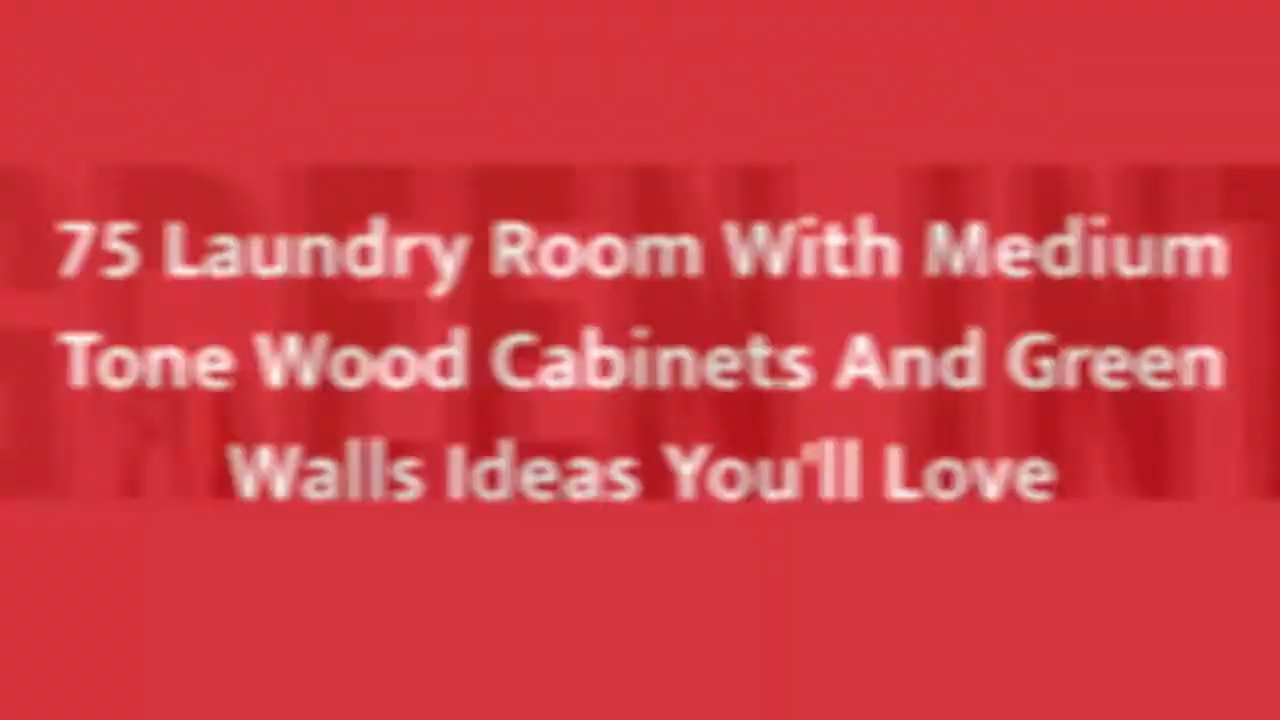 75 Laundry Room With Medium
Tone Wood Cabinets And Green
Walls Ideas You'll Love